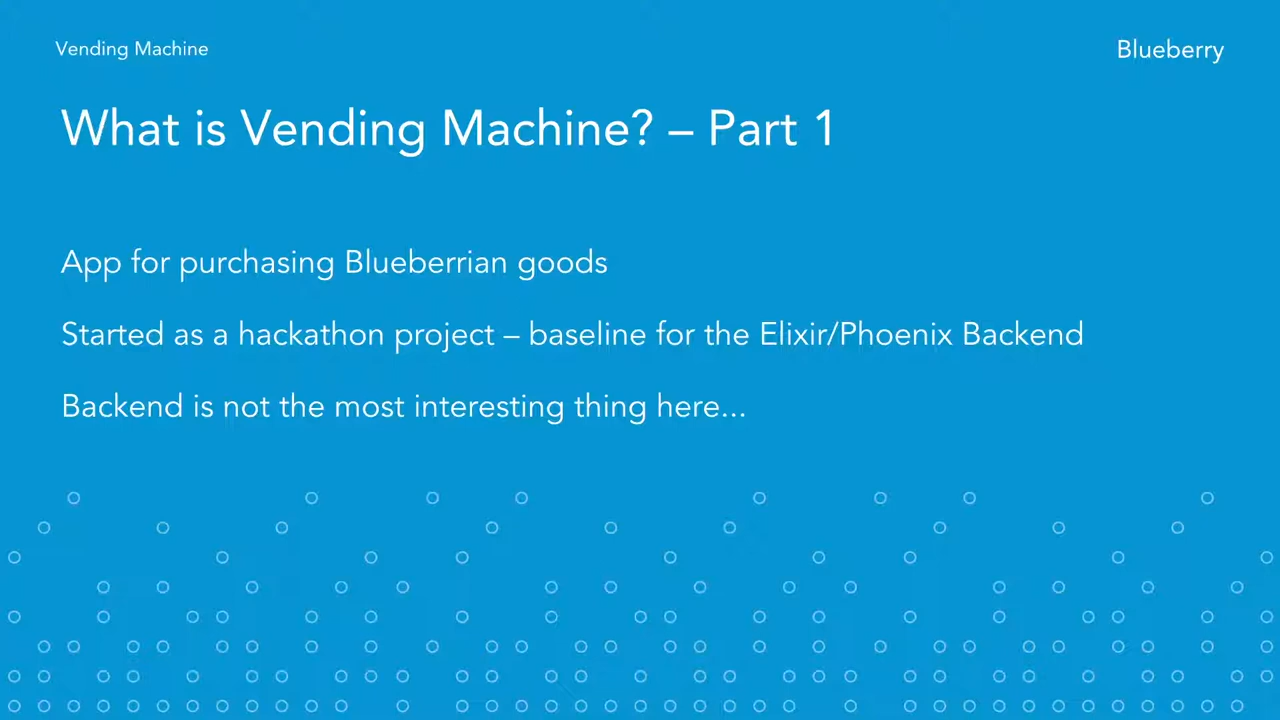 Vending Machine
Blueberry
What is Vending Machine? – Part 1
App for purchasing Blueberrian goods
Started as a hackathon project – baseline for the Elixir/Phoenix Backend
Backend is not the most interesting thing here...